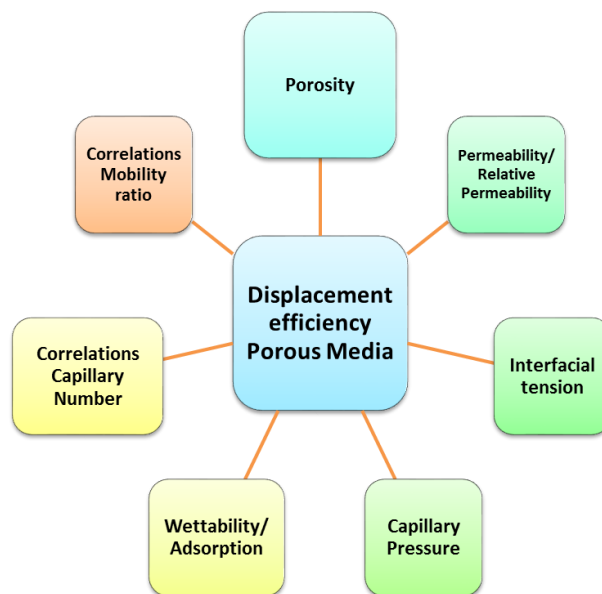 Porosity
Correlations
Mobility
ratio
Permeability/
Relative
Permeability
Displacement
efficiency
Porous Media
Correlations
Capillary
Number
Interfacial
tension
Wettability/
Adsorption
Capillary
Pressure